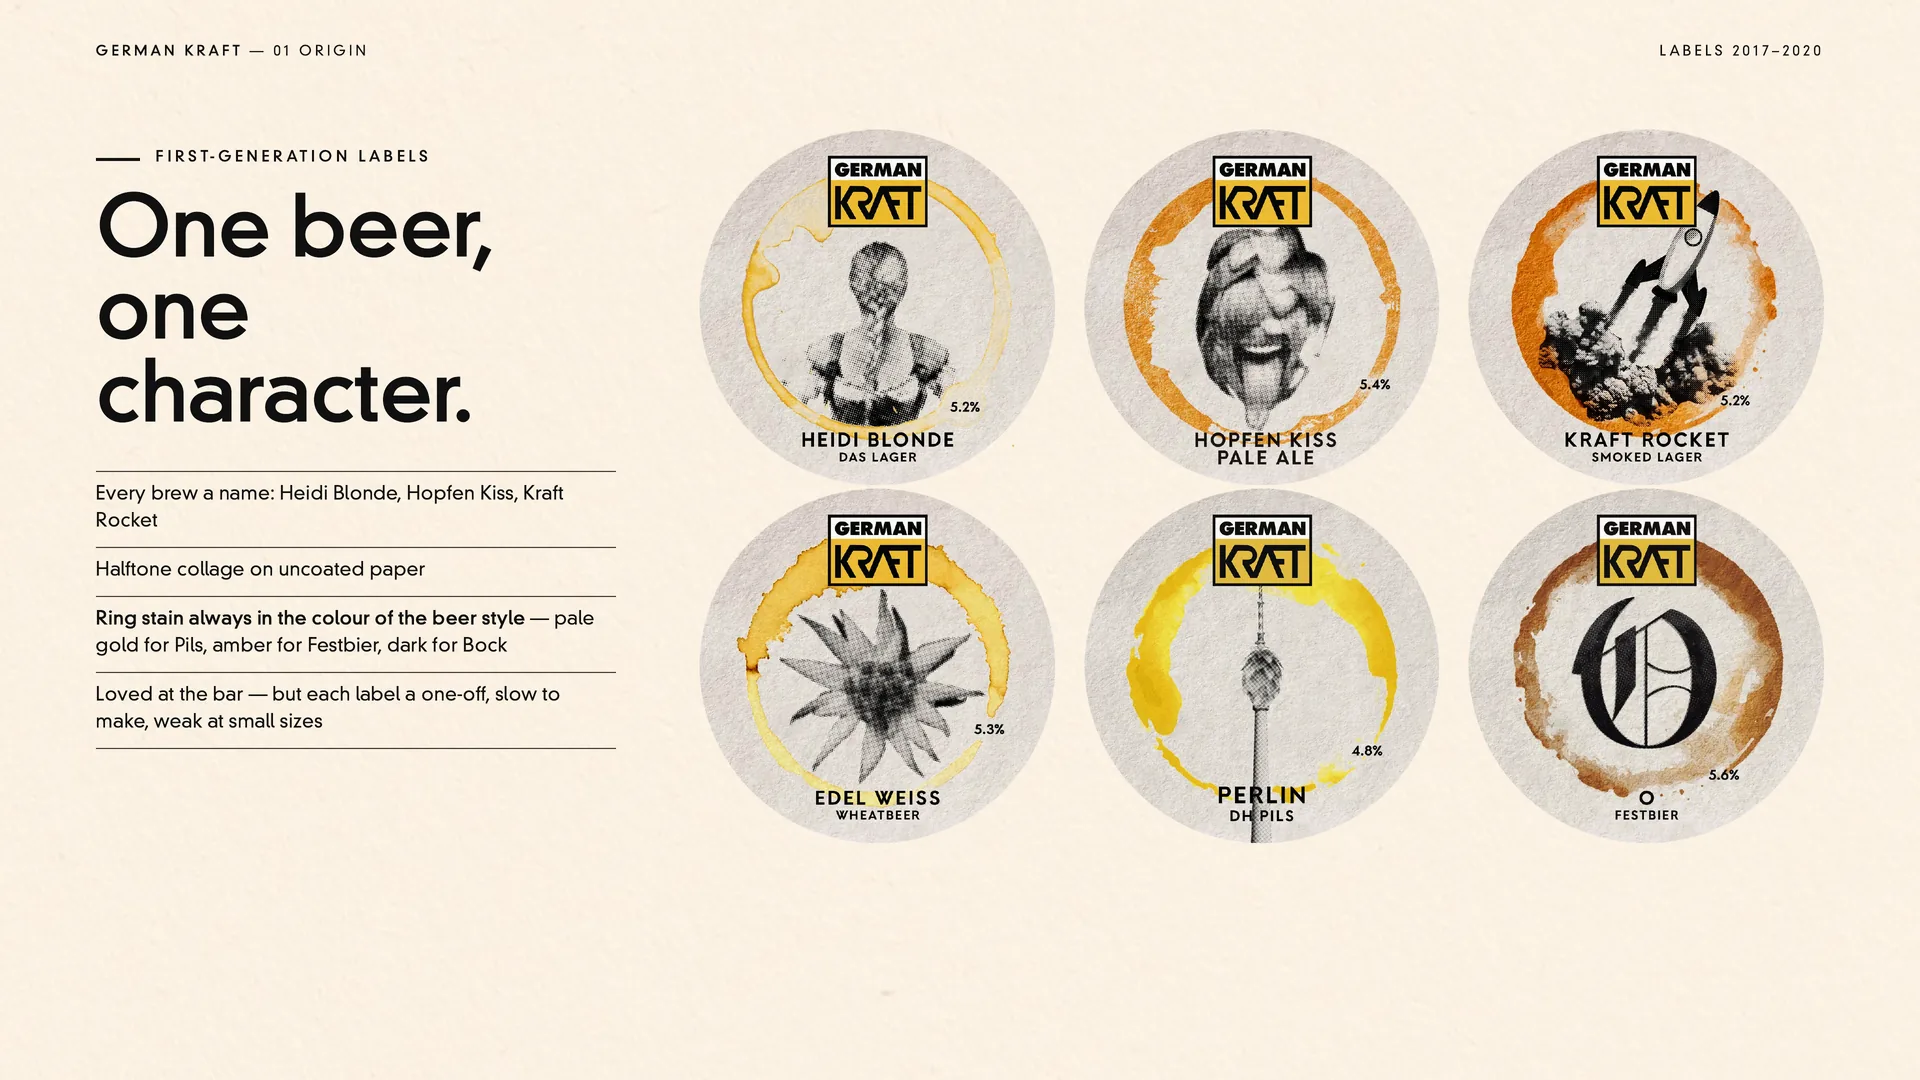 GERMAN KRAFT — 01 ORIGIN
LABELS 2017–2020
FIRST-GENERATION LABELS
One beer,
one
character.
Every brew a name: Heidi Blonde, Hopfen Kiss, Kraft
Rocket
Halftone collage on uncoated paper
Ring stain always in the colour of the beer style — pale
gold for Pils, amber for Festbier, dark for Bock
Loved at the bar — but each label a one-off, slow to
make, weak at small sizes
GERMAN
KRAFT
5.2%
HEIDI BLONDE
DAS LAGER
GERMAN
KRAFT
5.4%
HOPFEN KISS
PALE ALE
GERMAN
KRAFT
5.2%
KRAFT ROCKET
SMOKED LAGER
GERMAN
KRAFT
5.3%
EDEL WEISS
WHEATBEER
GERMAN
KRAFT
4.8%
PERLIN
DH PILS
GERMAN
KRAFT
O
5.6%
O
FESTBIER